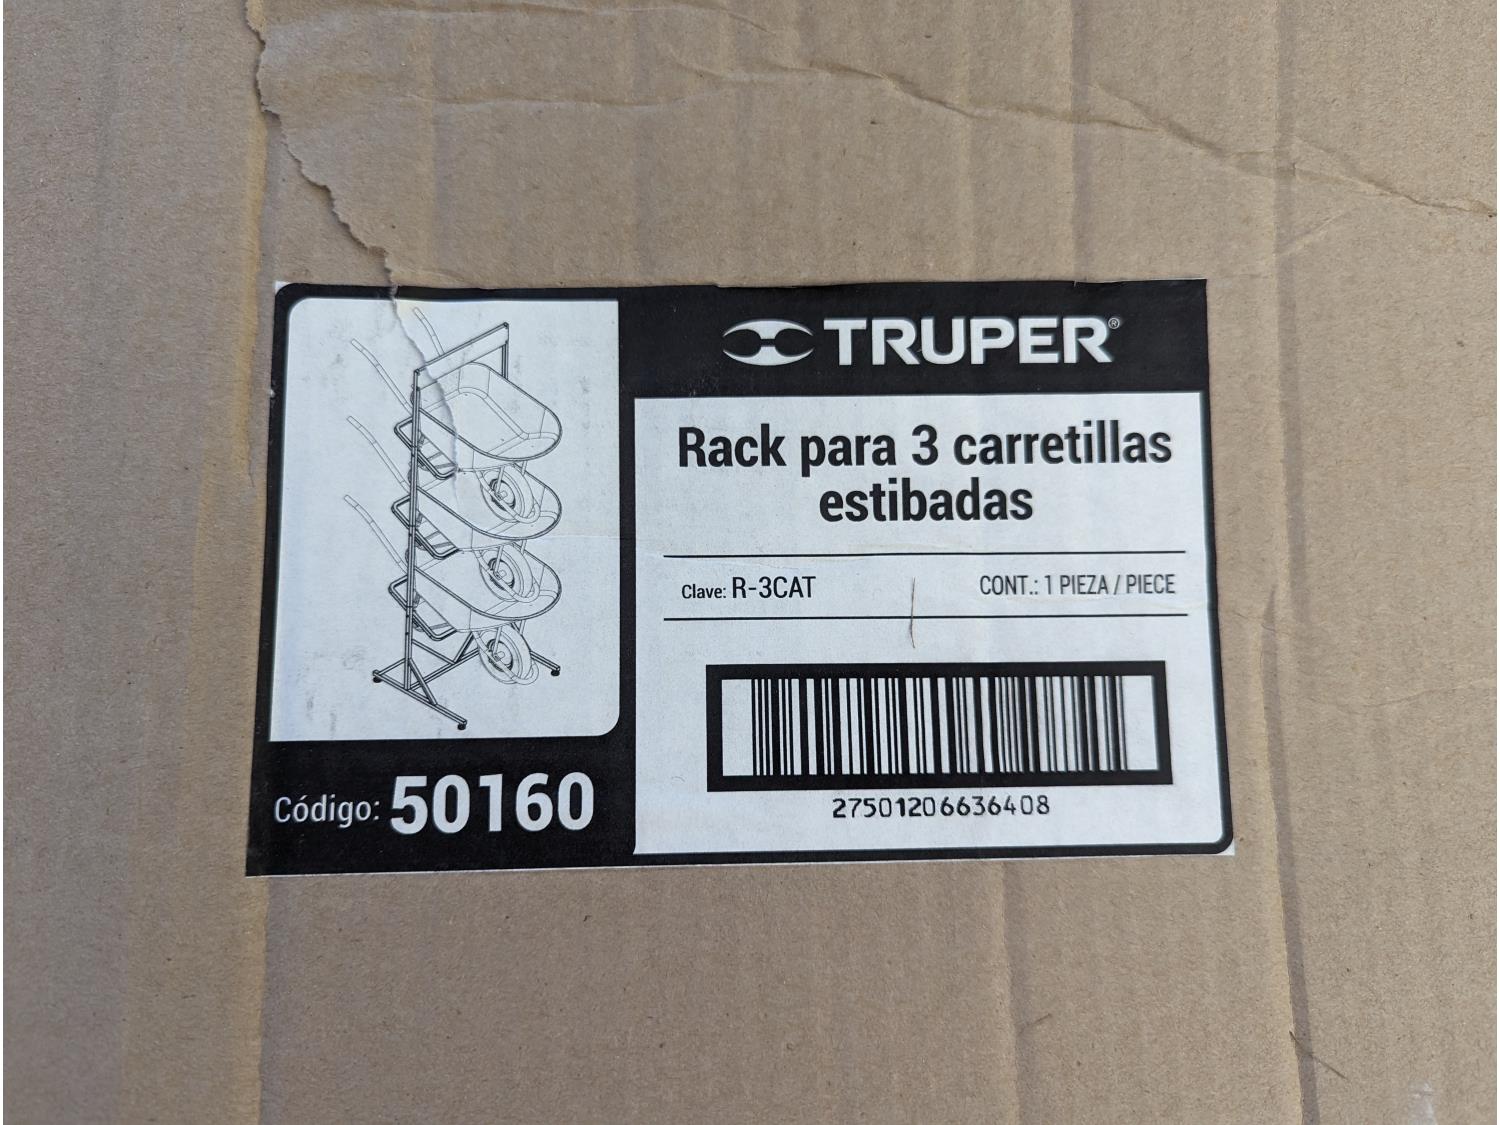 TRUPER®
Rack para 3 carretillas
estibadas
Clave: R-3CAT
CONT.: 1 PIEZA / PIECE
27501206636408
Código: 50160